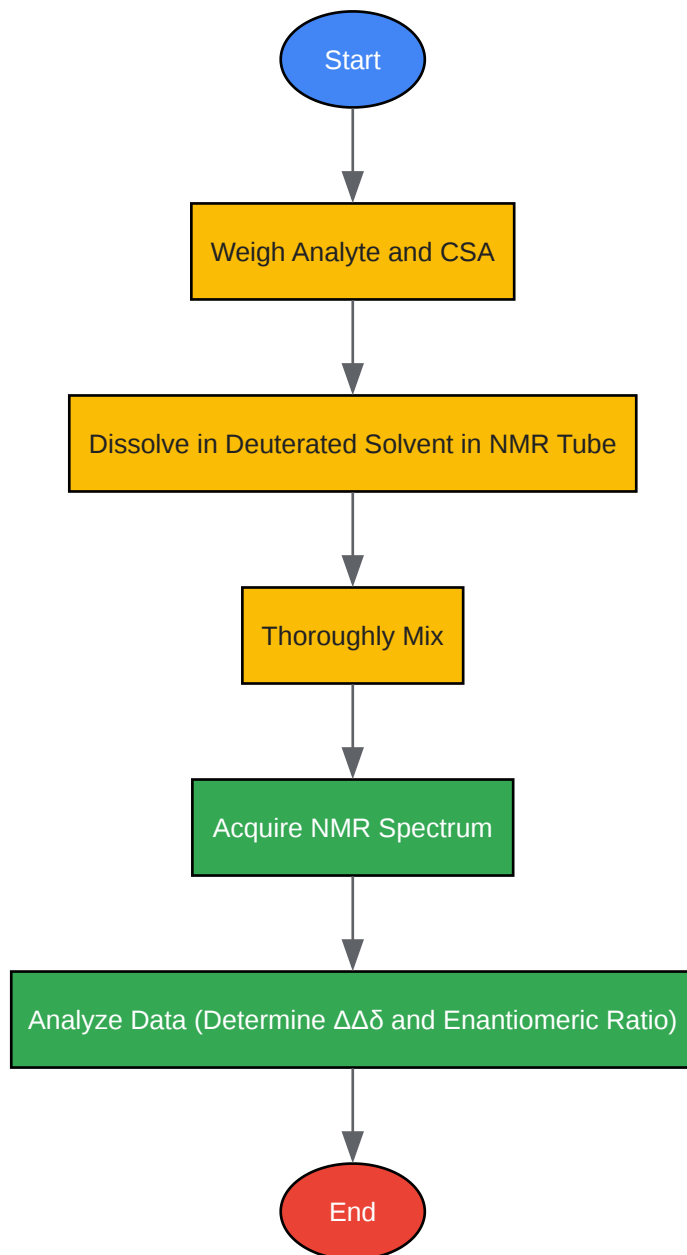 Start
Weigh Analyte and CSA
Dissolve in Deuterated Solvent in NMR Tube
Thoroughly Mix
Acquire NMR Spectrum
Analyze Data (Determine ΔΔδ and Enantiomeric Ratio)
End